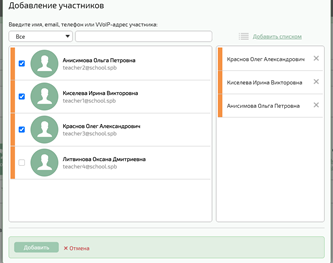 Добавление участников
Введите имя, email, телефон или VVoIP-адрес участника:
Все
Добавить списком
Анисимова Ольга Петровна
teacher2@school.spb
Киселева Ирина Викторовна
teacher1@school.spb
Краснов Олег Александрович
teacher3@school.spb
Литвинова Оксана Дмитриевна
teacher4@school.spb
Краснов Олег Александрович
Киселева Ирина Викторовна
Анисимова Ольга Петровна
Добавить
Отмена